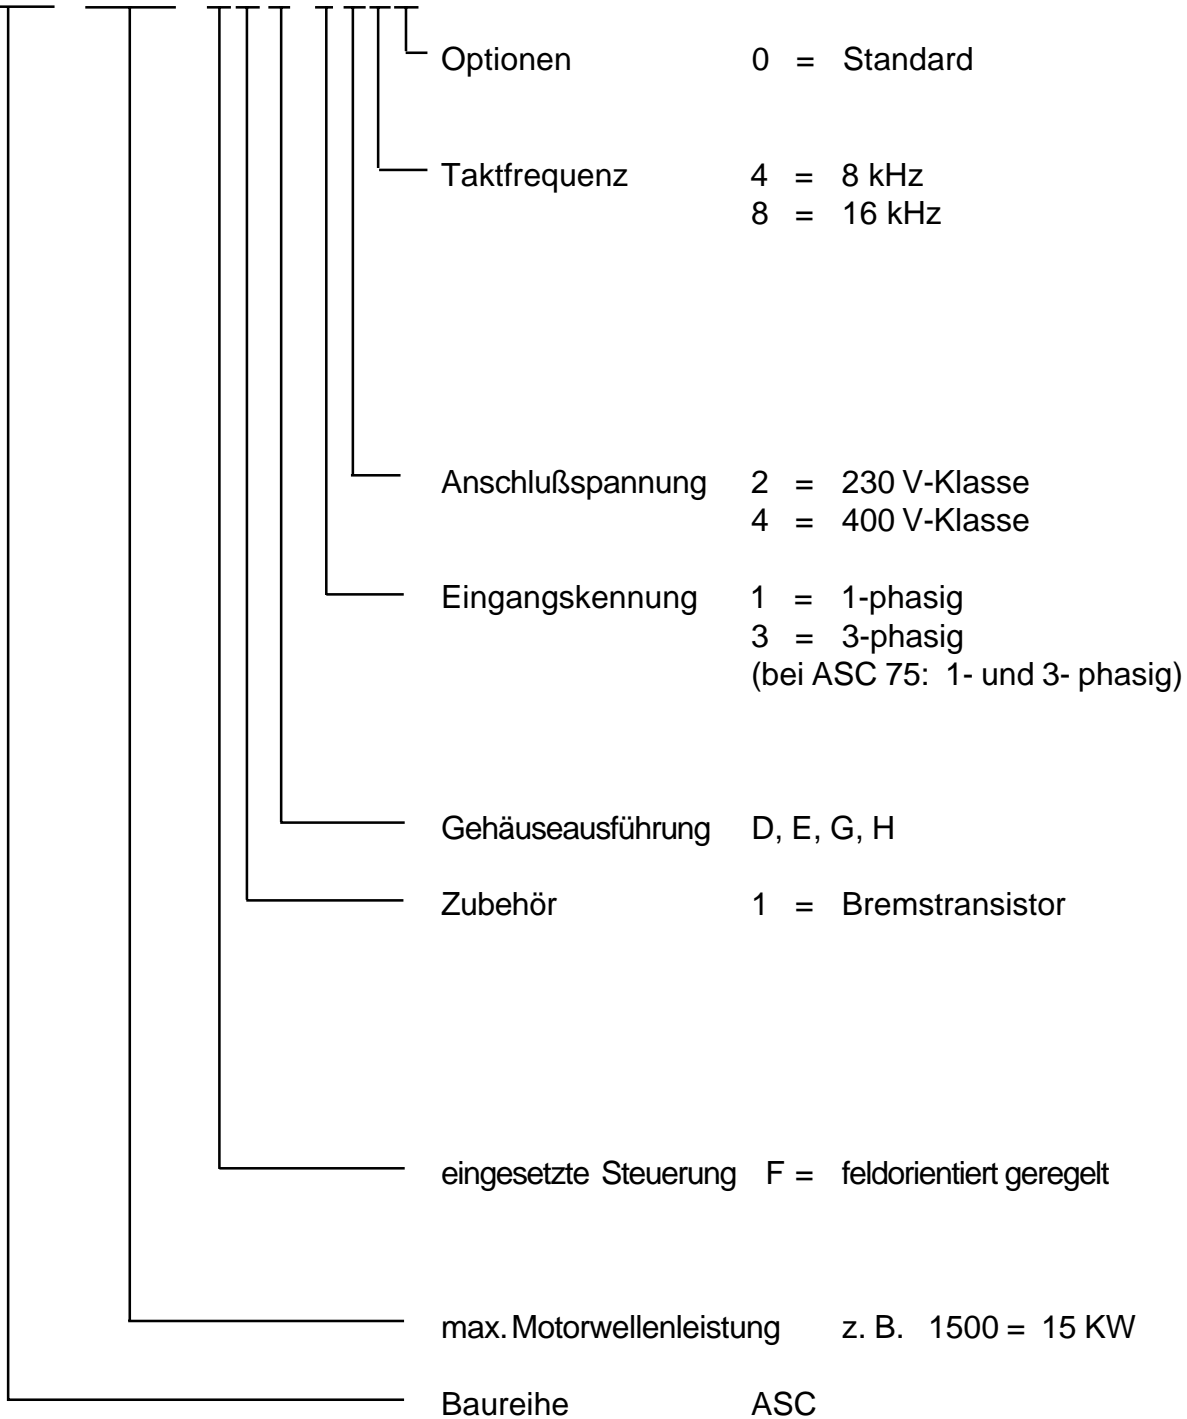 Optionen 0 = Standard
Taktfrequenz 4 = 8 kHz
8 = 16 kHz
Anschlußspannung 2 = 230 V-Klasse
4 = 400 V-Klasse
Eingangskennung 1 = 1-phasig
3 = 3-phasig
(bei ASC 75: 1- und 3- phasig)
Gehäuseausführung D, E, G, H
Zubehör 1 = Bremstransistor
eingesetzte Steuerung F = feldorientiert geregelt
max. Motorwellenleistung z. B. 1500 = 15 KW
Baureihe ASC